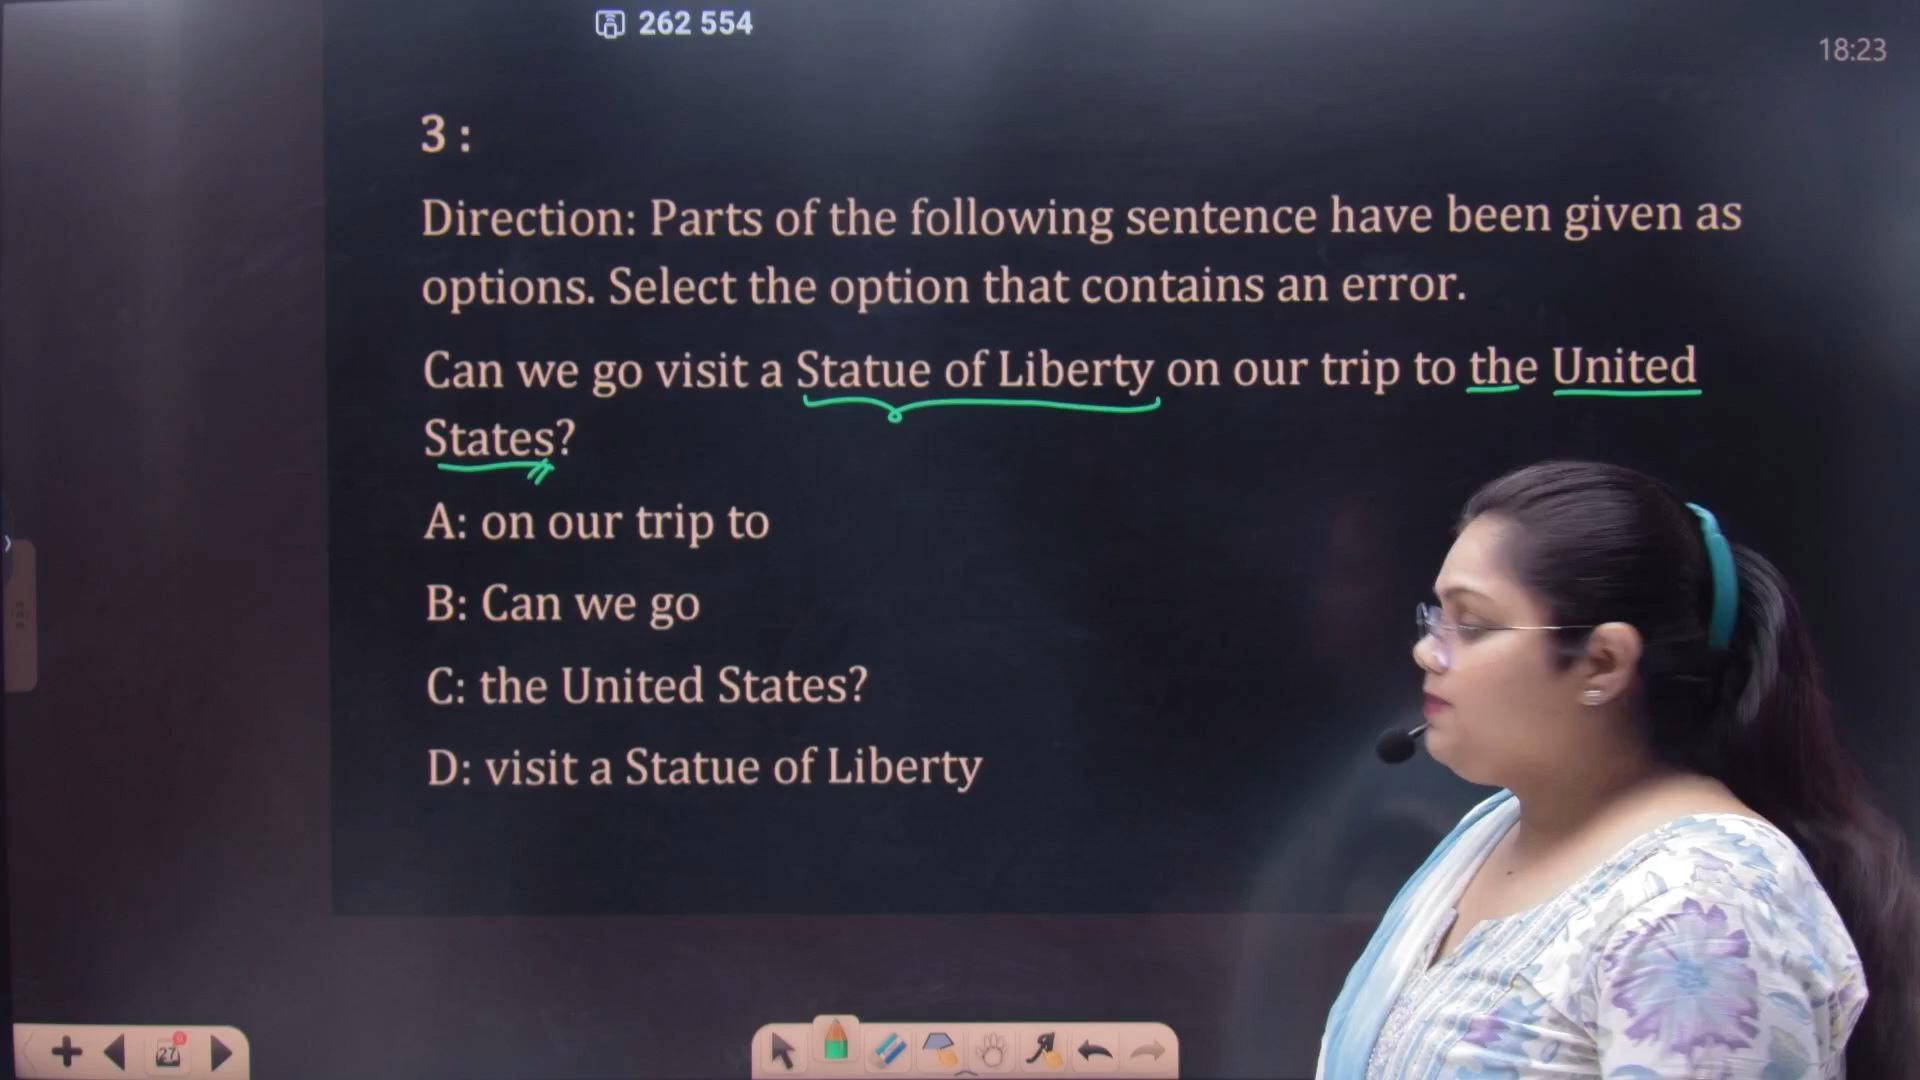 262 554
18:23
3 :
Direction: Parts of the following sentence have been given as
options. Select the option that contains an error.
Can we go visit a Statue of Liberty on our trip to the United
States?
A: on our trip to
B: Can we go
C: the United States?
D: visit a Statue of Liberty
27